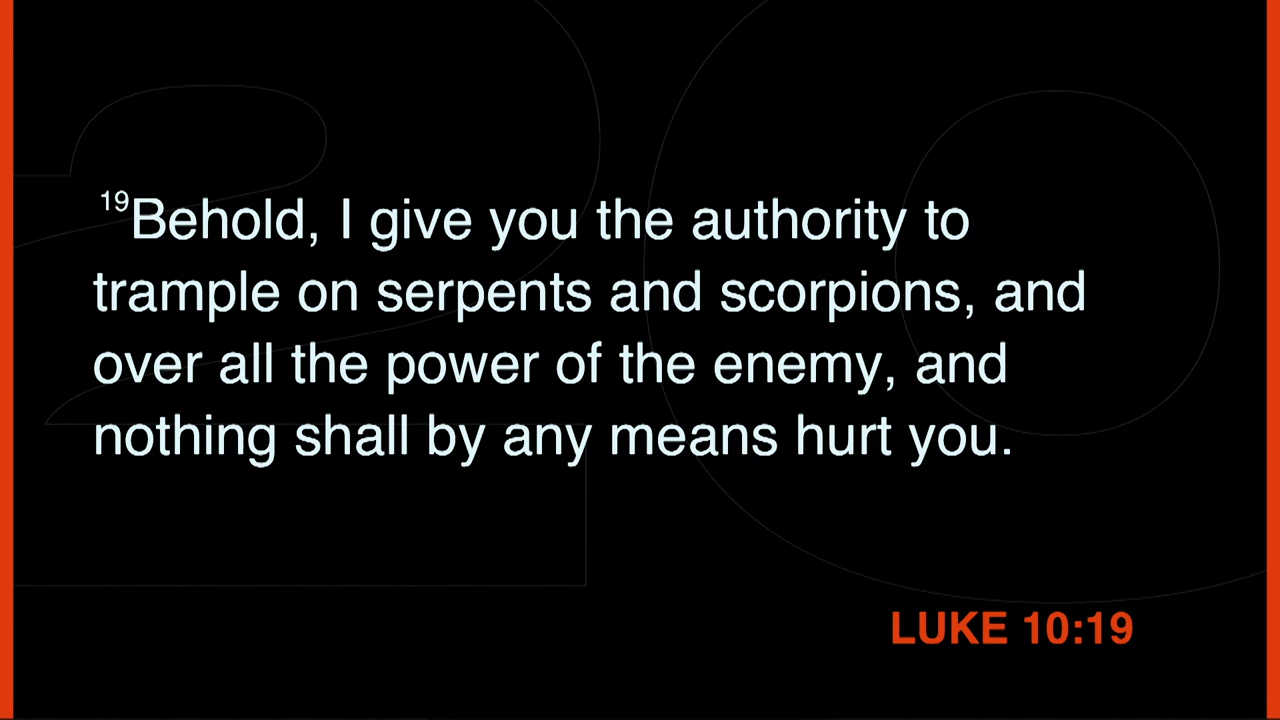 19Behold, I give you the authority to
trample on serpents and scorpions, and
over all the power of the enemy, and
nothing shall by any means hurt you.
LUKE 10:19
20